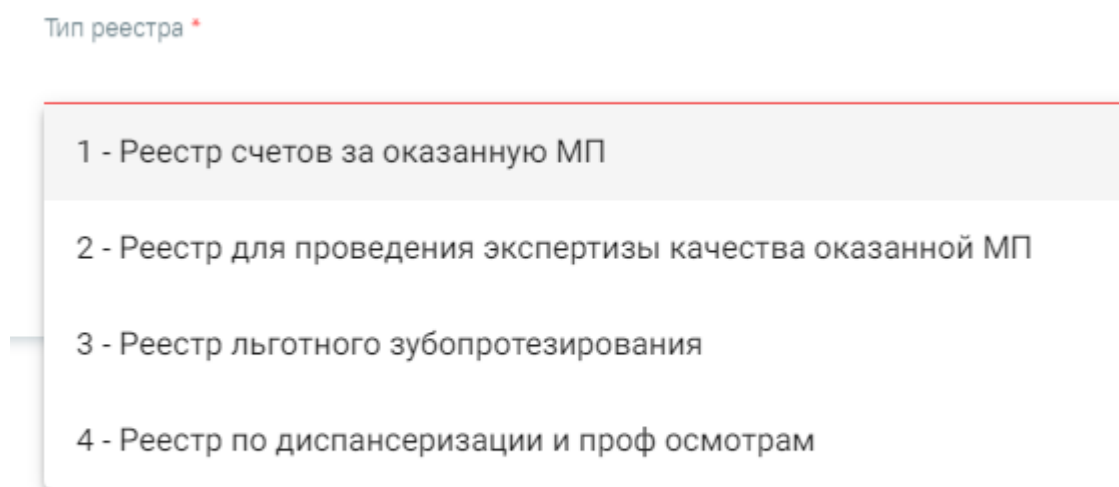 Тип реестра *
1 - Реестр счетов за оказанную МП
2 - Реестр для проведения экспертизы качества оказанной МП
3 - Реестр льготного зубопротезирования
4 - Реестр по диспансеризации и проф осмотрам